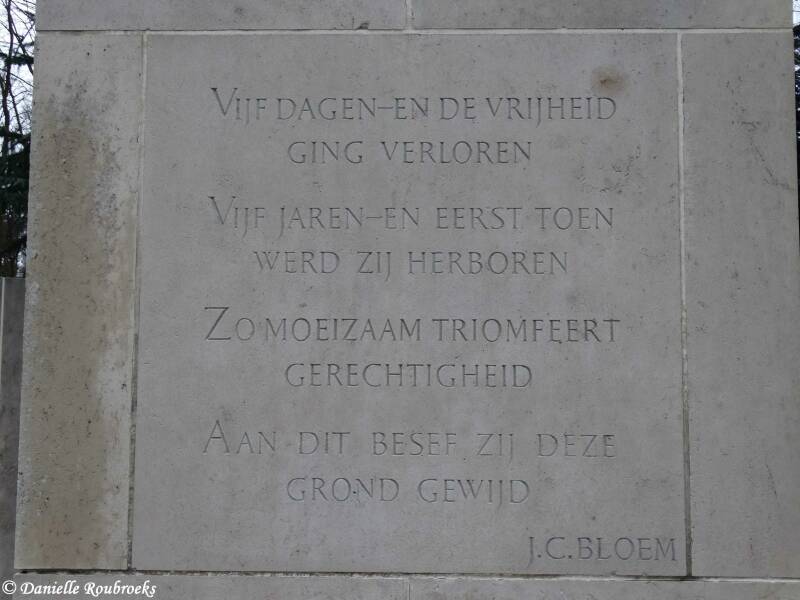 VIJF DAGEN–EN DE VRIJHEID
GING VERLOREN
VIJF JAREN–EN EERST TOEN
WERD ZIJ HERBOREN
ZO MOEIZAAM TRIOMFEERT
GERECHTIGHEID
AAN DIT BESEF ZIJ DEZE
GROND GEWIJD
J.C.BLOEM
© Danielle Roubroeks